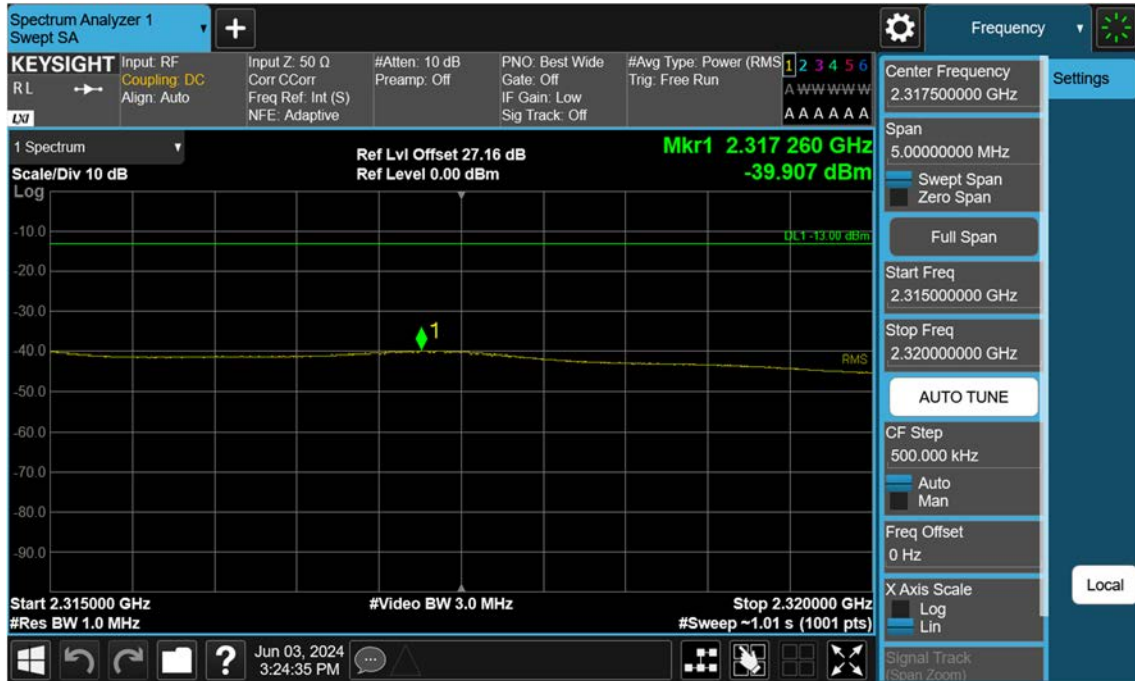 Spectrum Analyzer 1
Swept SA
+
Frequency
KEYSIGHT
R L
LXI
Input: RF
Coupling: DC
Align: Auto
Input Z: 50 Ω
Corr CCorr
Freq Ref: Int (S)
NFE: Adaptive
#Atten: 10 dB
Preamp: Off
PNO: Best Wide
Gate: Off
IF Gain: Low
Sig Track: Off
#Avg Type: Power (RMS
Trig: Free Run
1 2 3 4 5 6
A W W W W W
A A A A A A
1 Spectrum
Scale/Div 10 dB
Log
Ref Lvl Offset 27.16 dB
Ref Level 0.00 dBm
Mkr1 2.317 260 GHz
-39.907 dBm
-10.0
DL1 -13.00 dBm
-20.0
-30.0
1
-40.0
RMS
-50.0
-60.0
-70.0
-80.0
-90.0
Start 2.315000 GHz
#Video BW 3.0 MHz
Stop 2.320000 GHz
#Res BW 1.0 MHz
#Sweep ~1.01 s (1001 pts)
?
Jun 03, 2024
3:24:35 PM
Center Frequency
2.317500000 GHz
Settings
Span
5.00000000 MHz
Swept Span
Zero Span
Full Span
Start Freq
2.315000000 GHz
Stop Freq
2.320000000 GHz
AUTO TUNE
CF Step
500.000 kHz
Auto
Man
Freq Offset
0 Hz
X Axis Scale
Log
Lin
Local
Signal Track
(Span Zoom)